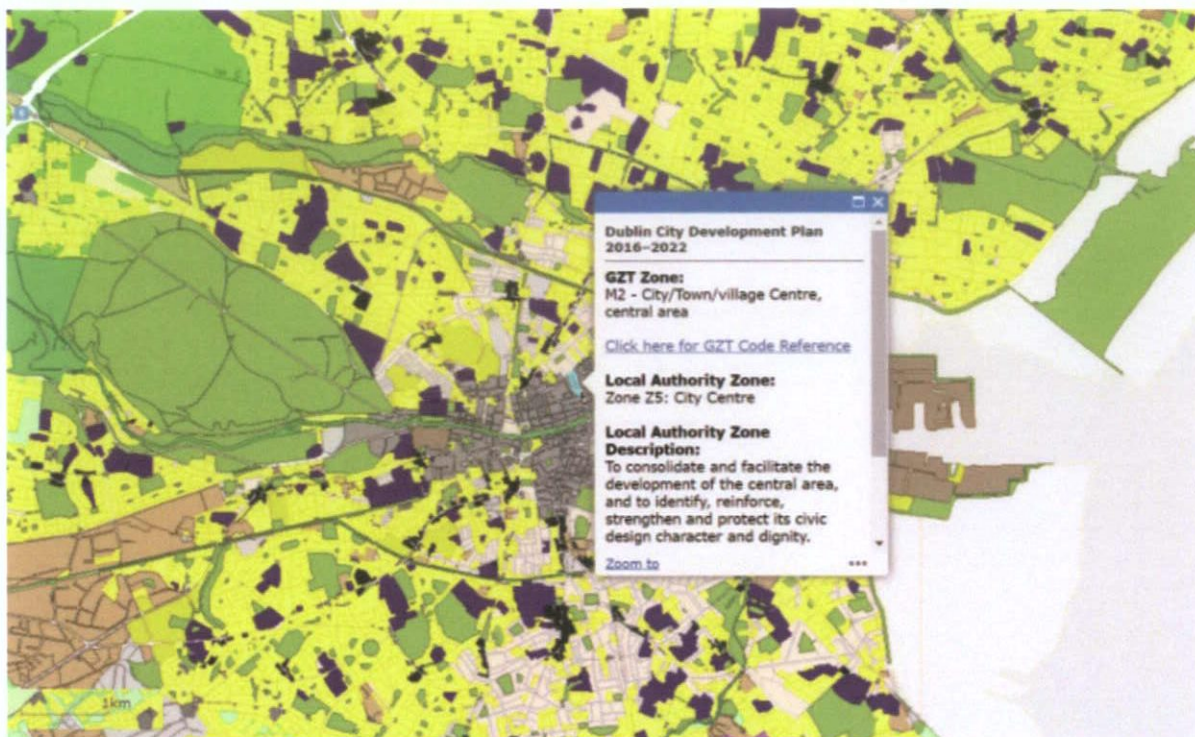 Dublin City Development Plan
2016–2022
GZT Zone:
M2 - City/Town/village Centre,
central area
Click here for GZT Code Reference
Local Authority Zone:
Zone Z5: City Centre
Local Authority Zone
Description:
To consolidate and facilitate the
development of the central area,
and to identify, reinforce,
strengthen and protect its civic
design character and dignity.
Zoom to
1km